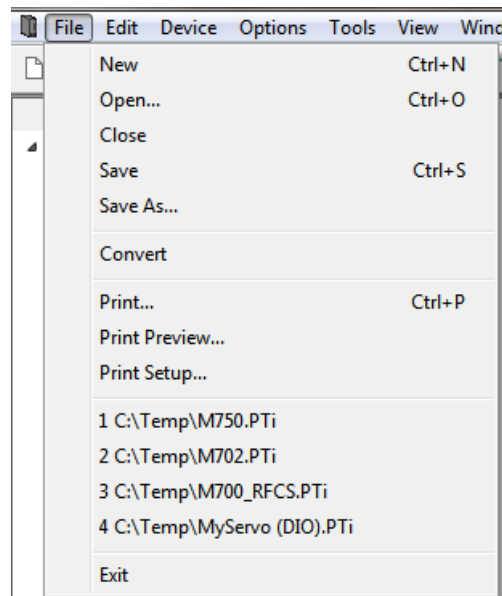 File Edit Device Options Tools View
New Ctrl+N
Open... Ctrl+O
Close
Save Ctrl+S
Save As...
Convert
Print... Ctrl+P
Print Preview...
Print Setup...
1 C:\Temp\M750.PTi
2 C:\Temp\M702.PTi
3 C:\Temp\M700_RFCS.PTi
4 C:\Temp\MyServo (DIO).PTi
Exit